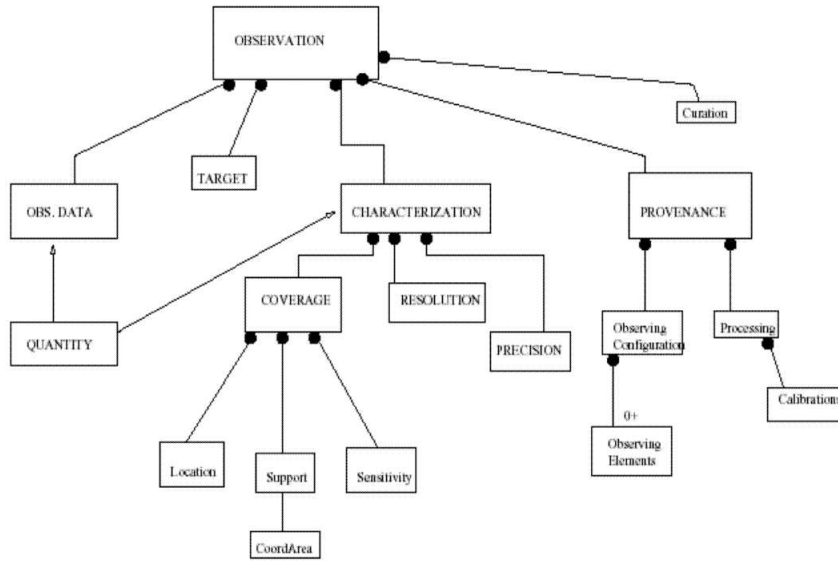 OBSERVATION
Curation
TARGET
OBS. DATA
CHARACTERIZATION
PROVENANCE
COVERAGE
RESOLUTION
Observing
Configuration
Processing
QUANTITY
PRECISION
Calibrations
0+
Observing
Elements
Location
Support
Sensitivity
CoordArea